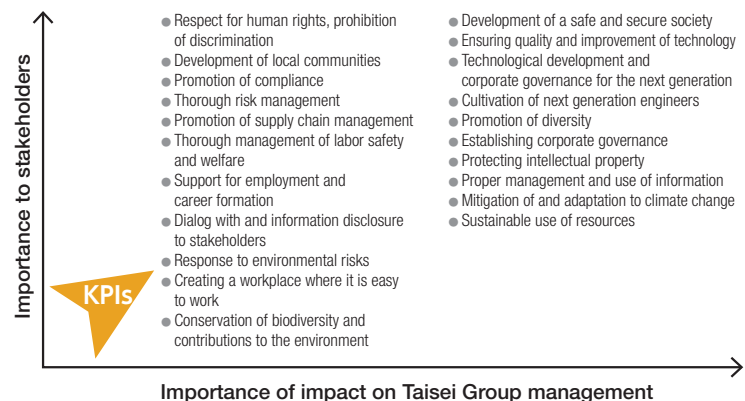 Importance to stakeholders
● Respect for human rights, prohibition
of discrimination
● Development of local communities
● Promotion of compliance
● Thorough risk management
● Promotion of supply chain management
● Thorough management of labor safety
and welfare
● Support for employment and
career formation
● Dialog with and information disclosure
to stakeholders
● Response to environmental risks
● Creating a workplace where it is easy
to work
● Conservation of biodiversity and
contributions to the environment
● Development of a safe and secure society
● Ensuring quality and improvement of technology
● Technological development and
corporate governance for the next generation
● Cultivation of next generation engineers
● Promotion of diversity
● Establishing corporate governance
● Protecting intellectual property
● Proper management and use of information
● Mitigation of and adaptation to climate change
● Sustainable use of resources
KPIs
Importance of impact on Taisei Group management